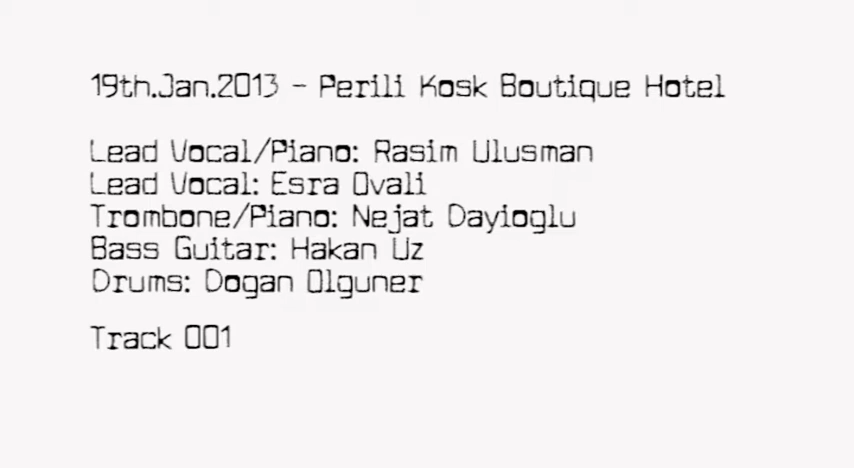 19th.Jan.2013 - Perili Kosk Boutique Hotel
Lead Vocal/Piano: Rasim Ulusman
Lead Vocal: Esra Ovali
Trombone/Piano: Nejat Dayioglu
Bass Guitar: Hakan Uz
Drums: Dogan Olguner
Track 001